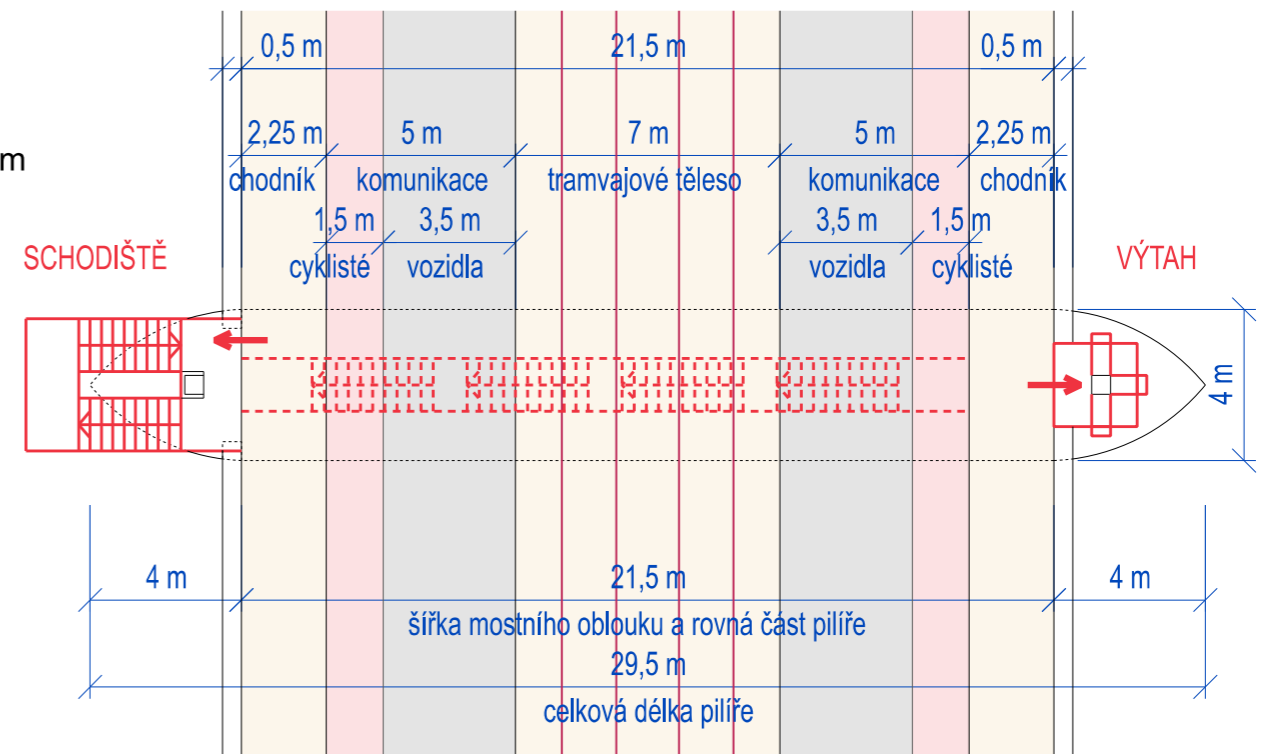 0,5 m 21,5 m 0,5 m
2,25 m 5 m 7 m 5 m 2,25 m
m
chodník komunikace tramvajové těleso komunikace chodník
1,5 m 3,5 m 3,5 m 1,5 m
SCHODIŠTĚ cyklisté vozidla vozidla cyklisté VÝTAH
4 m
4 m 21,5 m 4 m
šířka mostního oblouku a rovná část pilíře
29,5 m
celková délka pilíře